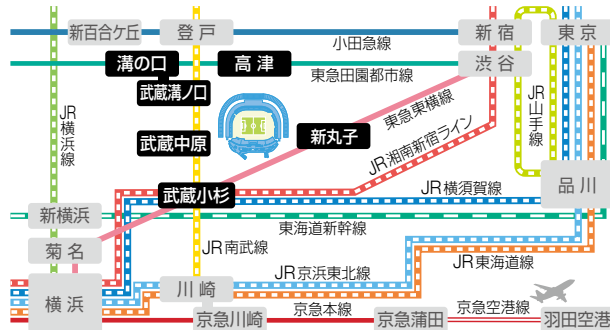 新百合ケ丘
登戸
新宿
東京
小田急線
溝の口
高津
渋谷
東急田園都市線
武蔵溝ノ口
JR横浜線
東急東横線
JR山手線
武蔵中原
新丸子
JR湘南新宿ライン
武蔵小杉
JR横須賀線
品川
新横浜
東海道新幹線
菊名
JR南武線
JR京浜東北線
JR東海道線
横浜
川崎
京急本線
京急空港線
京急川崎
京急蒲田
羽田空港